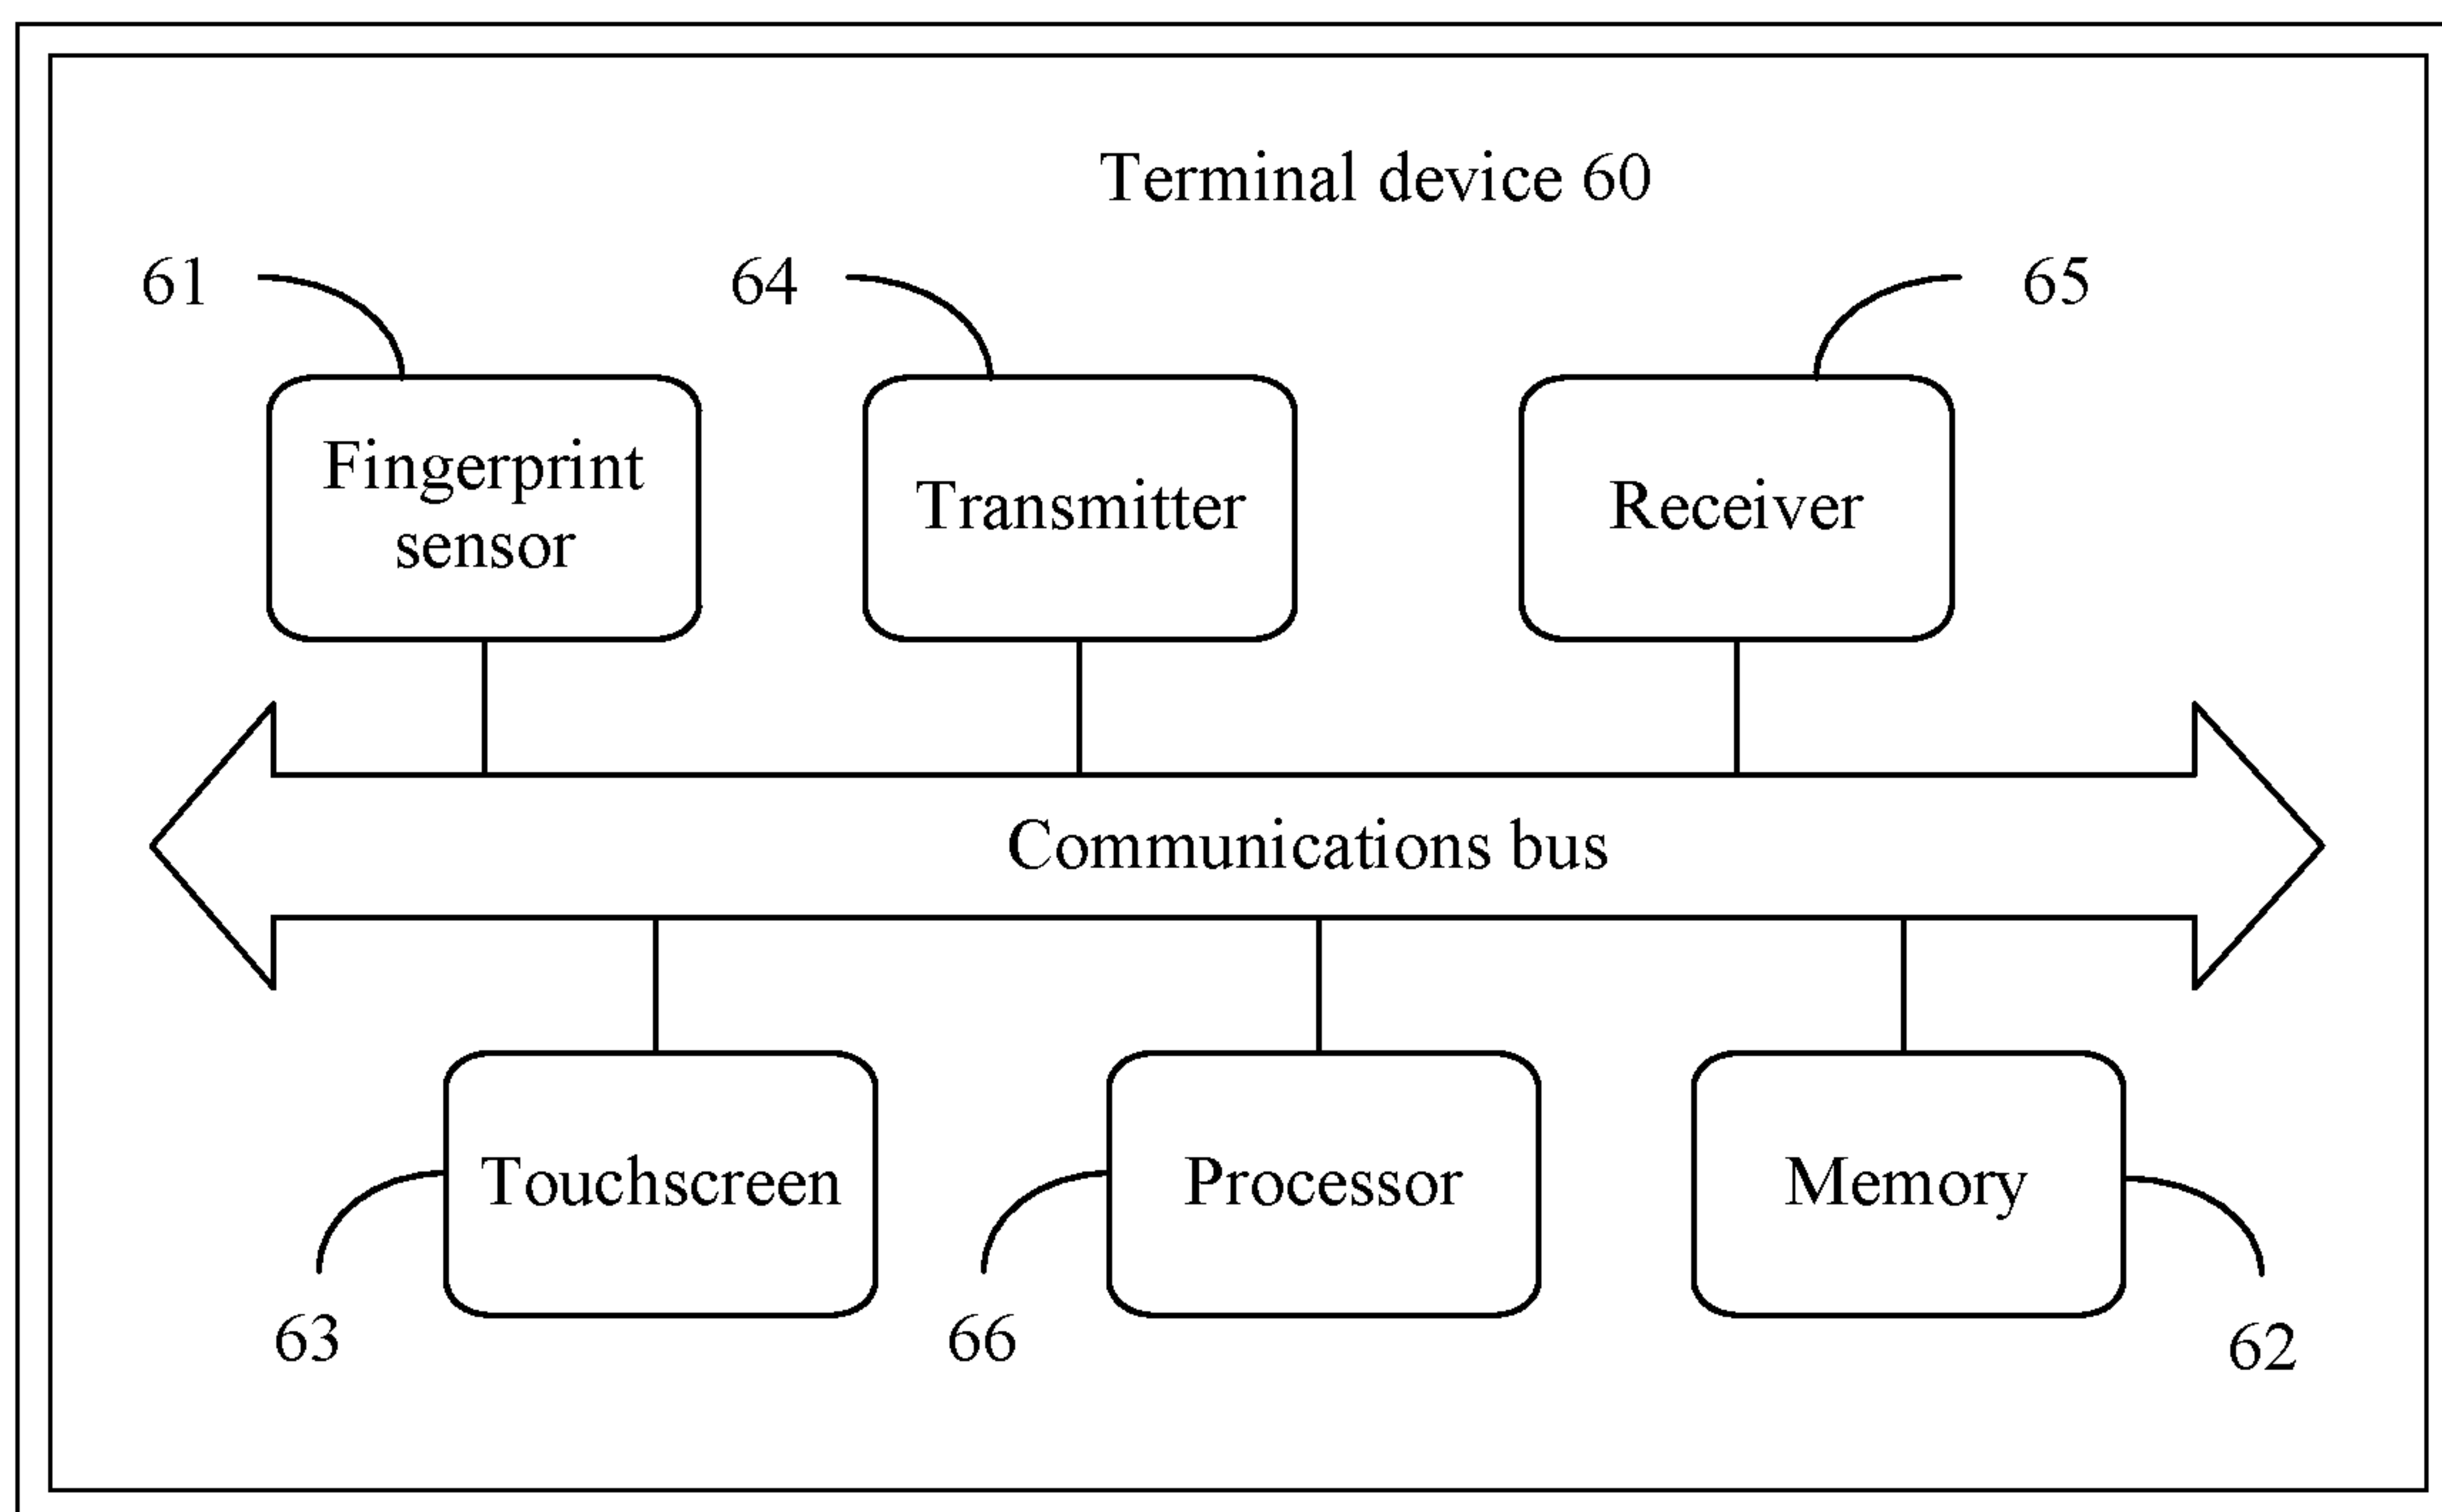 Terminal device 60
61
64
65
Fingerprint
sensor
Transmitter
Receiver
Communications bus
Touchscreen
Processor
Memory
63
66
62